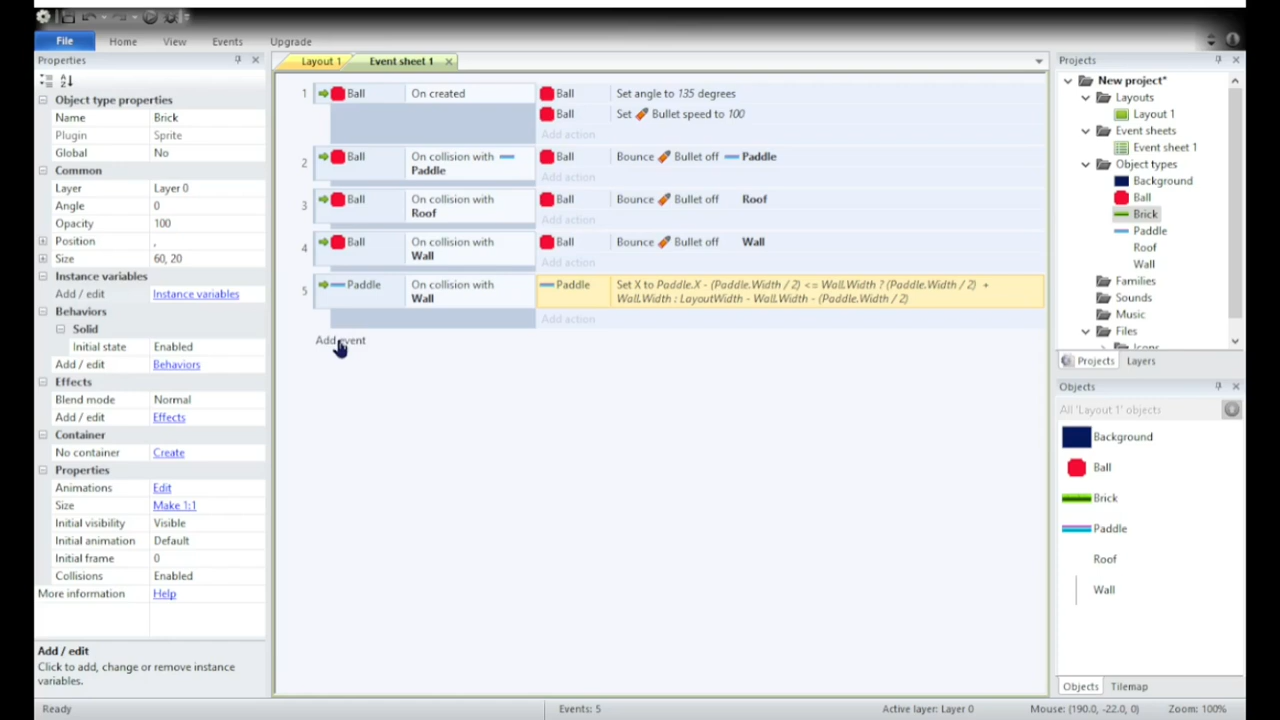 File Home View Events Upgrade
Properties
Object type properties
Name Brick
Plugin Sprite
Global No
Common
Layer Layer 0
Angle 0
Opacity 100
Position ,
Size 60, 20
Instance variables
Add / edit Instance variables
Behaviors
Solid
Initial state Enabled
Add / edit Behaviors
Effects
Blend mode Normal
Add / edit Effects
Container
No container Create
Properties
Animations Edit
Size Make 1:1
Initial visibility Visible
Initial animation Default
Initial frame 0
Collisions Enabled
More information Help
Add / edit
Click to add, change or remove instance
variables.
Layout 1 Event sheet 1
1 Ball On created Ball Set angle to 135 degrees
Ball Set Bullet speed to 100
Add action
2 Ball On collision with Paddle Ball Bounce Bullet off Paddle
Add action
3 Ball On collision with Roof Ball Bounce Bullet off Roof
Add action
4 Ball On collision with Wall Ball Bounce Bullet off Wall
Add action
5 Paddle On collision with Wall Paddle Set X to Paddle.X - (Paddle.Width / 2) <= Wall.Width ? (Paddle.Width / 2) +
Wall.Width : LayoutWidth - Wall.Width - (Paddle.Width / 2)
Add action
Add event
Projects
New project*
Layouts
Layout 1
Event sheets
Event sheet 1
Object types
Background
Ball
Brick
Paddle
Roof
Wall
Families
Sounds
Music
Files
Icons
Projects Layers
Objects
All 'Layout 1' objects
Background
Ball
Brick
Paddle
Roof
Wall
Objects Tilemap
Ready Events: 5 Active layer: Layer 0 Mouse: (190.0, -22.0, 0) Zoom: 100%